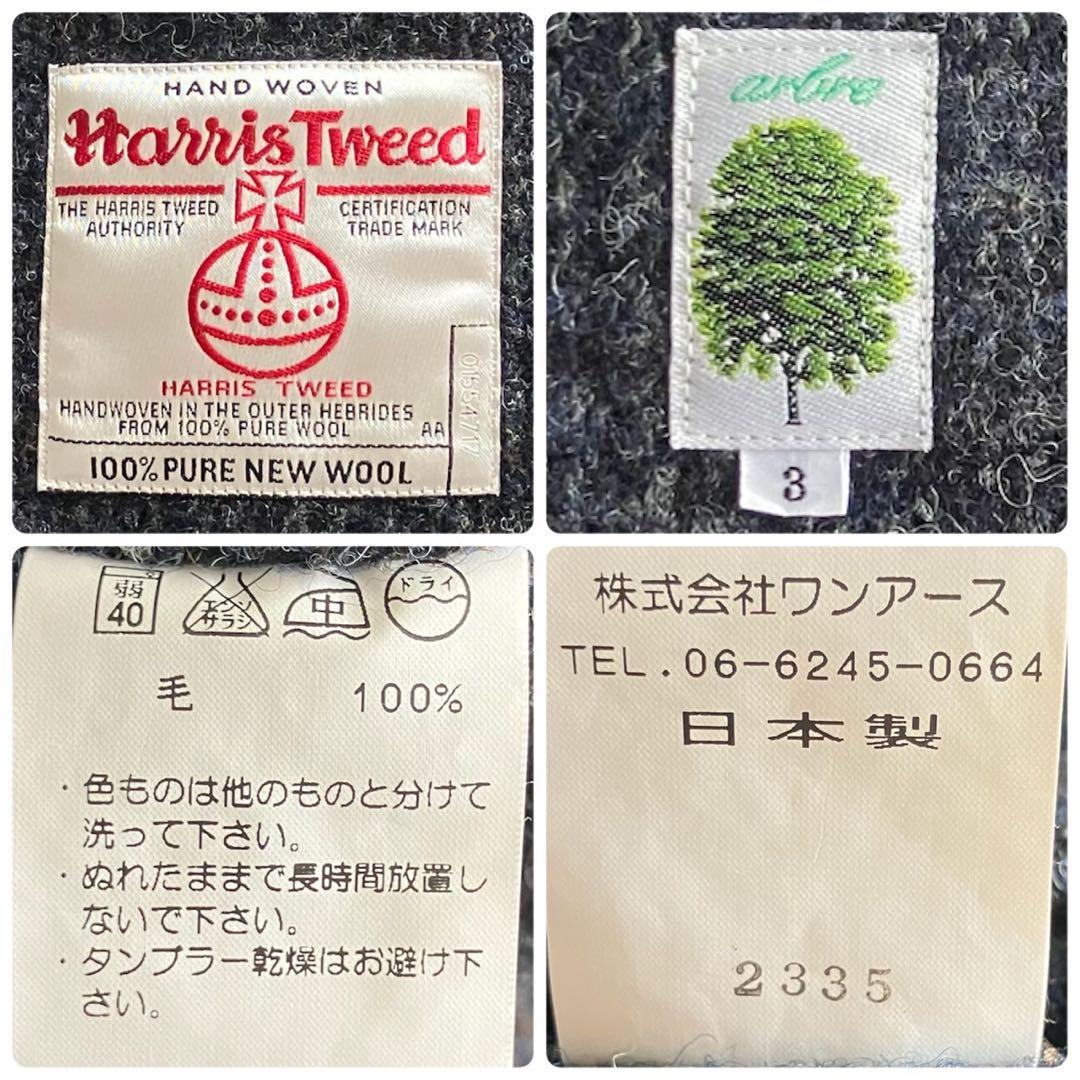 HAND WOVEN
Harris Tweed
THE HARRIS TWEED AUTHORITY
CERTIFICATION TRADE MARK
HARRIS TWEED
HANDWOVEN IN THE OUTER HEBRIDES
FROM 100% PURE WOOL
AA
100% PURE NEW WOOL
arbre
3
弱
40
エンソ
サラシ
中
ドライ
毛 100%
・色ものは他のものと分けて
洗って下さい。
・ぬれたままで長時間放置し
ないで下さい。
・タンブラー乾燥はお避け下
さい。
株式会社ワンアース
TEL.06-6245-0664
日本製
2335